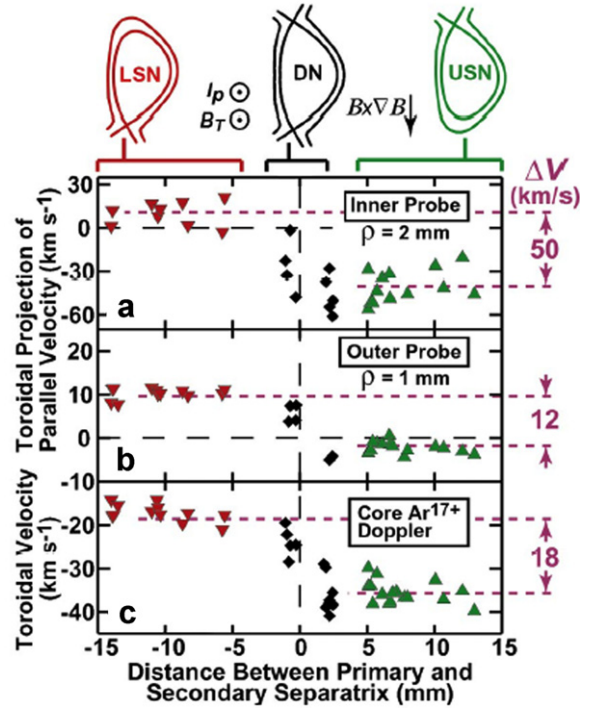 LSN
DN
USN
Ip
BT
Bx∇B
ΔV
(km/s)
Toroidal Projection of
Parallel Velocity (km s-1)
30
0
-30
-60
Inner Probe
ρ = 2 mm
50
a
20
10
0
-10
Outer Probe
ρ = 1 mm
12
b
Toroidal Velocity
(km s-1)
-20
-30
-40
Core Ar17+
Doppler
18
c
-15 -10 -5 0 5 10 15
Distance Between Primary and
Secondary Separatrix (mm)